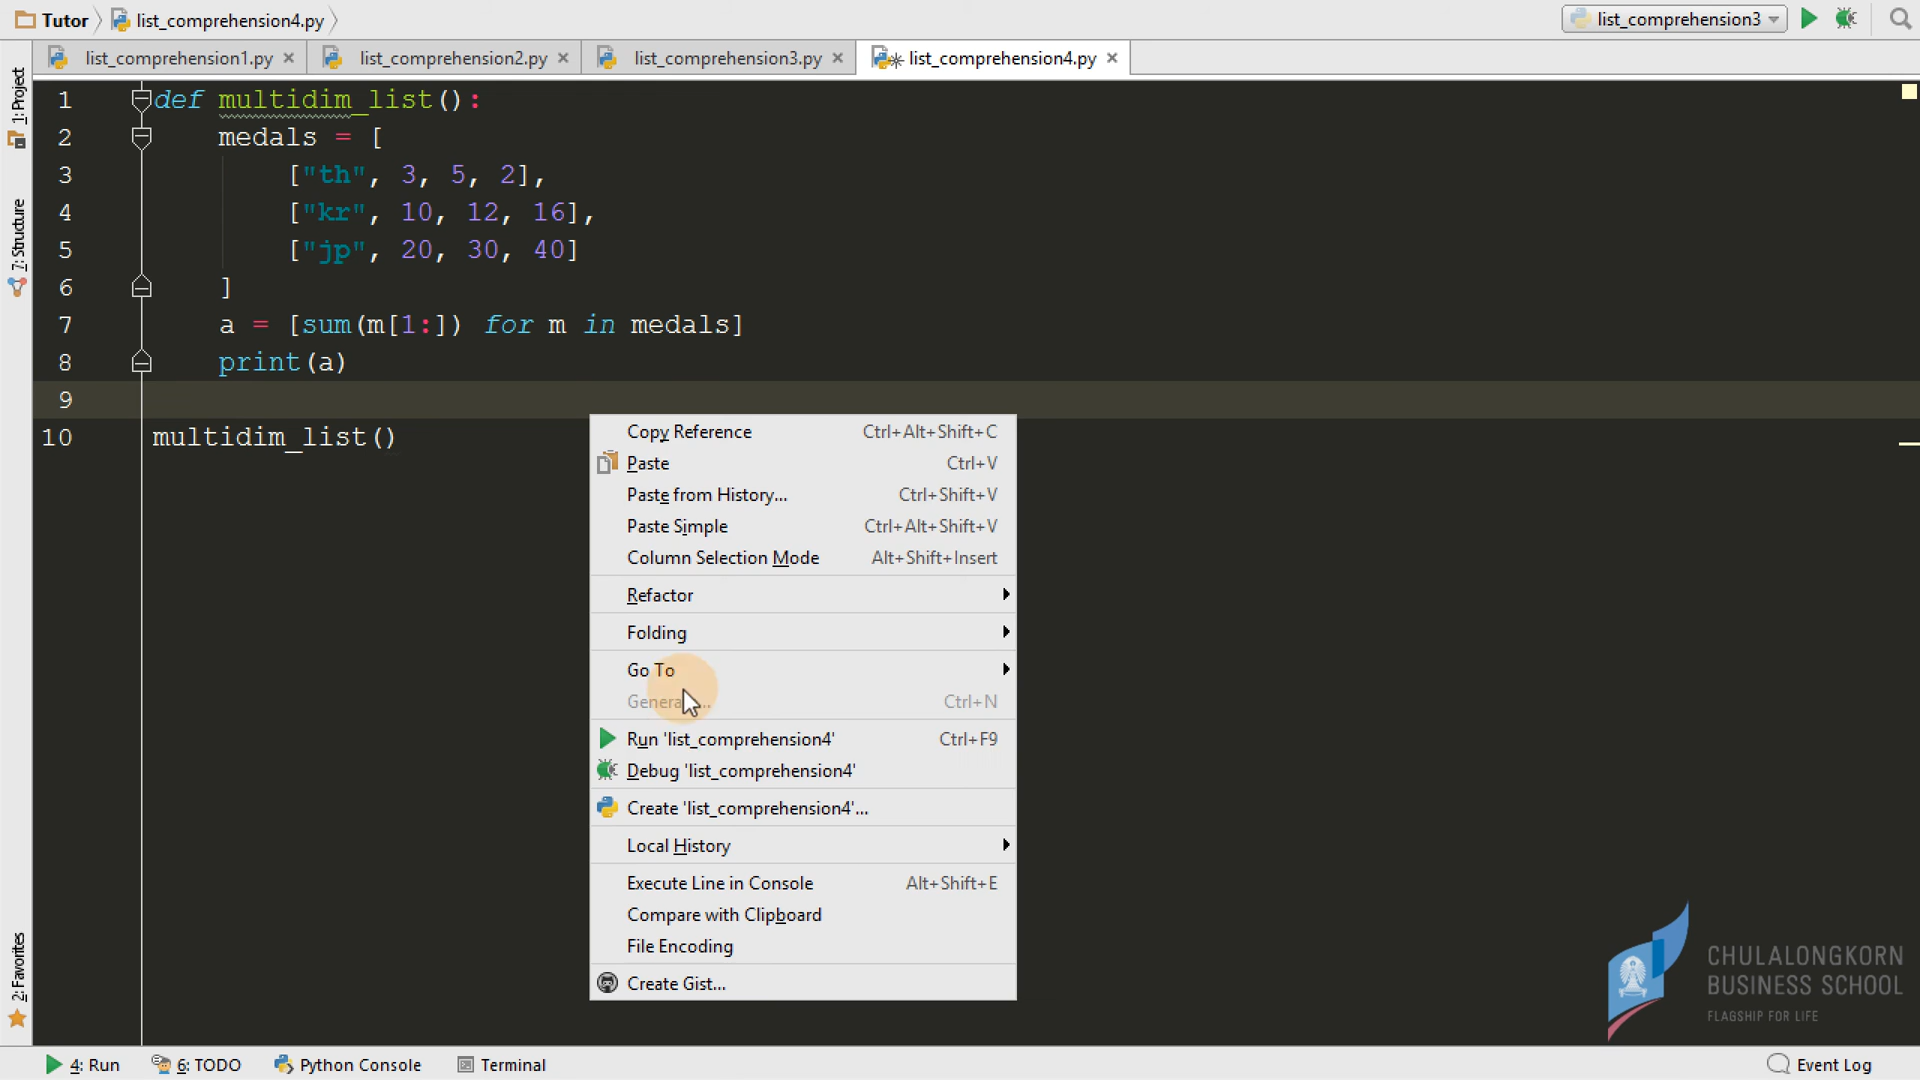 Tutor list_comprehension4.py list_comprehension3
list_comprehension1.py list_comprehension2.py list_comprehension3.py list_comprehension4.py
1: Project
7: Structure
2: Favorites
1 def multidim_list():
2 medals = [
3 ["th", 3, 5, 2],
4 ["kr", 10, 12, 16],
5 ["jp", 20, 30, 40]
6 ]
7 a = [sum(m[1:]) for m in medals]
8 print(a)
9
10 multidim_list()
Copy Reference Ctrl+Alt+Shift+C
Paste Ctrl+V
Paste from History... Ctrl+Shift+V
Paste Simple Ctrl+Alt+Shift+V
Column Selection Mode Alt+Shift+Insert
Refactor
Folding
Go To
Ctrl+N
Run 'list_comprehension4' Ctrl+F9
Debug 'list_comprehension4'
Create 'list_comprehension4'...
Local History
Execute Line in Console Alt+Shift+E
Compare with Clipboard
File Encoding
Create Gist...
CHULALONGKORN
BUSINESS SCHOOL
FLAGSHIP FOR LIFE
4: Run 6: TODO Python Console Terminal Event Log